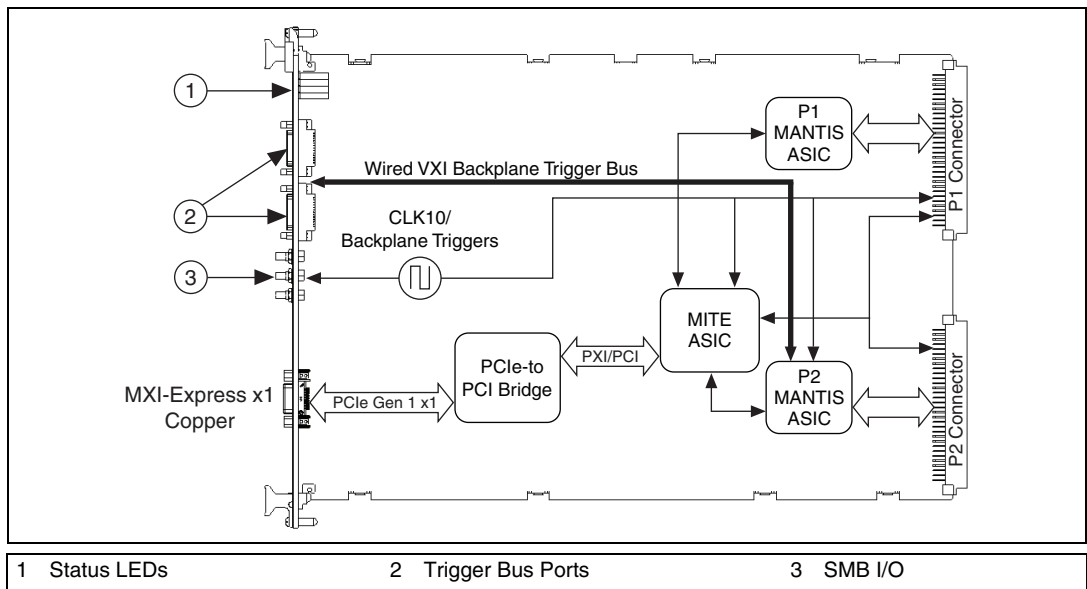 1
P1
MANTIS
ASIC
P1 Connector
Wired VXI Backplane Trigger Bus
2
CLK10/
Backplane Triggers
3
MITE
ASIC
PCIe-to
PCI Bridge
PXI/PCI
P2
MANTIS
ASIC
P2 Connector
MXI-Express x1
Copper
PCIe Gen 1 x1
1 Status LEDs
2 Trigger Bus Ports
3 SMB I/O